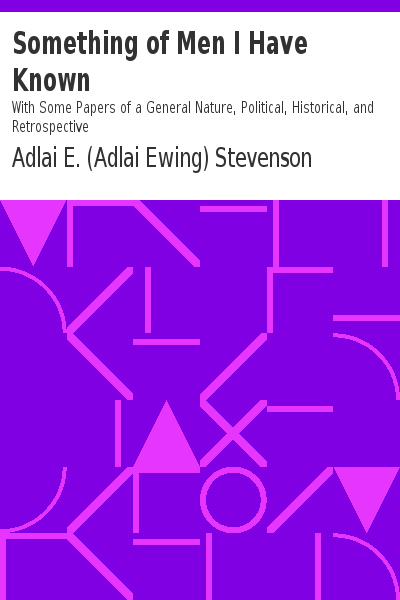 Something of Men I Have
Known
With Some Papers of a General Nature, Political, Historical, and
Retrospective
Adlai E. (Adlai Ewing) Stevenson